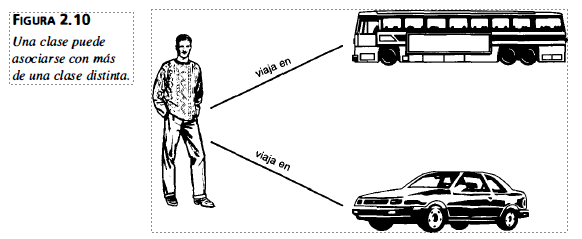 FIGURA 2.10
Una clase puede
asociarse con más
de una clase distinta.
viaja en
viaja en